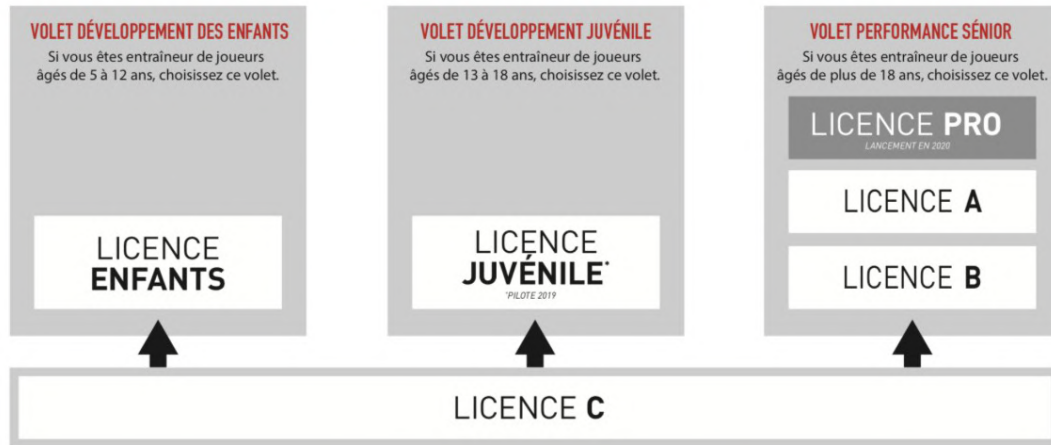 VOLET DÉVELOPPEMENT DES ENFANTS
Si vous êtes entraîneur de joueurs
âgés de 5 à 12 ans, choisissez ce volet.
LICENCE
ENFANTS
VOLET DÉVELOPPEMENT JUVÉNILE
Si vous êtes entraîneur de joueurs
âgés de 13 à 18 ans, choisissez ce volet.
LICENCE
JUVÉNILE*
*PILOTE 2019
VOLET PERFORMANCE SÉNIOR
Si vous êtes entraîneur de joueurs
âgés de plus de 18 ans, choisissez ce volet.
LICENCE PRO
LANCEMENT EN 2020
LICENCE A
LICENCE B
LICENCE C